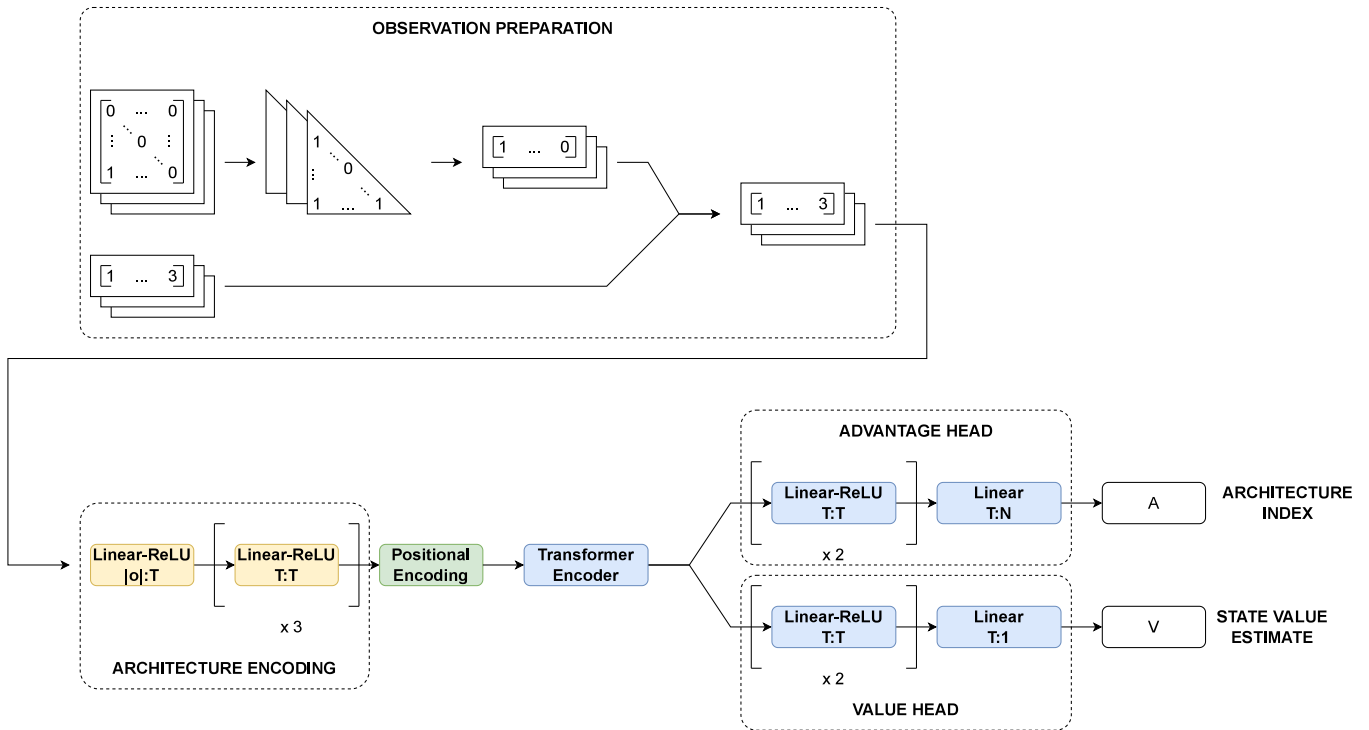 OBSERVATION PREPARATION
0 ... 0
⋮ ⋱ 0 ⋱ ⋮
1 ... 0
1
⋮ ⋱ 0 ⋱
1 ... 1
1 ... 0
1 ... 3
1 ... 3
ARCHITECTURE ENCODING
Linear-ReLU
|o|:T
Linear-ReLU
T:T
x 3
Positional
Encoding
Transformer
Encoder
ADVANTAGE HEAD
Linear-ReLU
T:T
x 2
Linear
T:N
A
ARCHITECTURE
INDEX
Linear-ReLU
T:T
x 2
Linear
T:1
V
STATE VALUE
ESTIMATE
VALUE HEAD